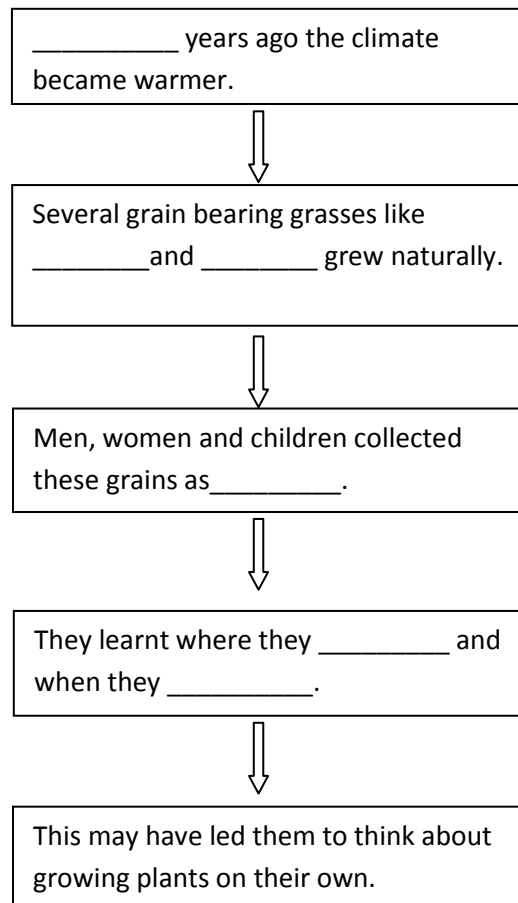 __________ years ago the climate
became warmer.
Several grain bearing grasses like
________and ________ grew naturally.
Men, women and children collected
these grains as_________.
They learnt where they _________ and
when they __________.
This may have led them to think about
growing plants on their own.